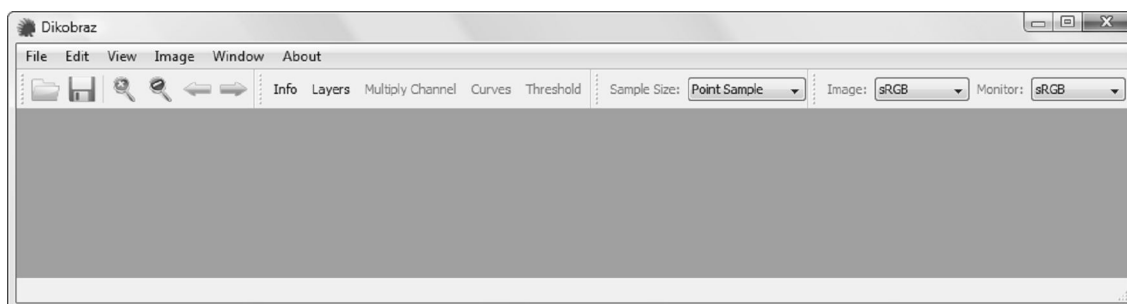 Dikobraz
File Edit View Image Window About
Info Layers Multiply Channel Curves Threshold Sample Size: Point Sample Image: sRGB Monitor: sRGB